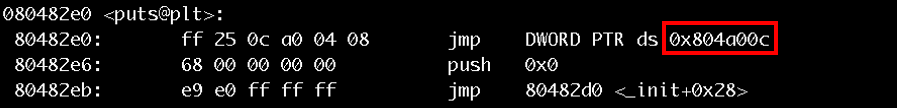 080482e0 <puts@plt>:
80482e0: ff 25 0c a0 04 08 jmp DWORD PTR ds 0x804a00c
80482e6: 68 00 00 00 00 push 0x0
80482eb: e9 e0 ff ff ff jmp 80482d0 <_init+0x28>